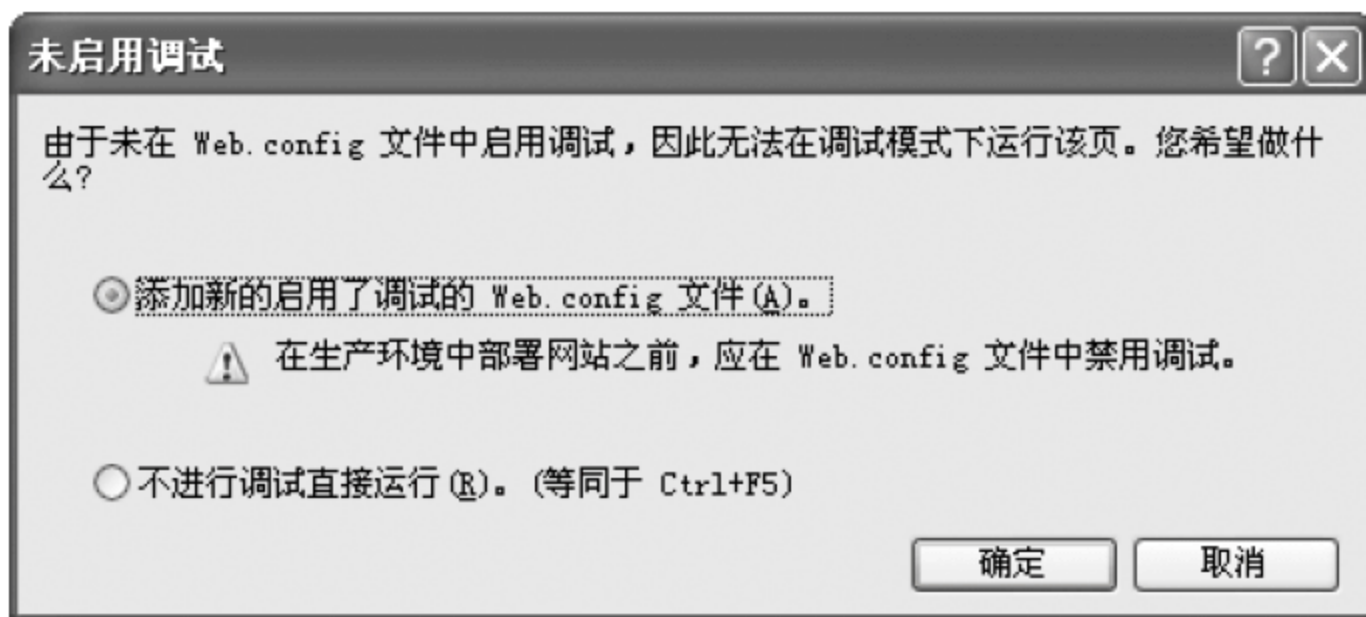 未启用调试
由于未在 Web.config 文件中启用调试，因此无法在调试模式下运行该页。您希望做什
么?
添加新的启用了调试的 Web.config 文件(A)。
在生产环境中部署网站之前，应在 Web.config 文件中禁用调试。
不进行调试直接运行(R)。(等同于 Ctrl+F5)
确定 取消